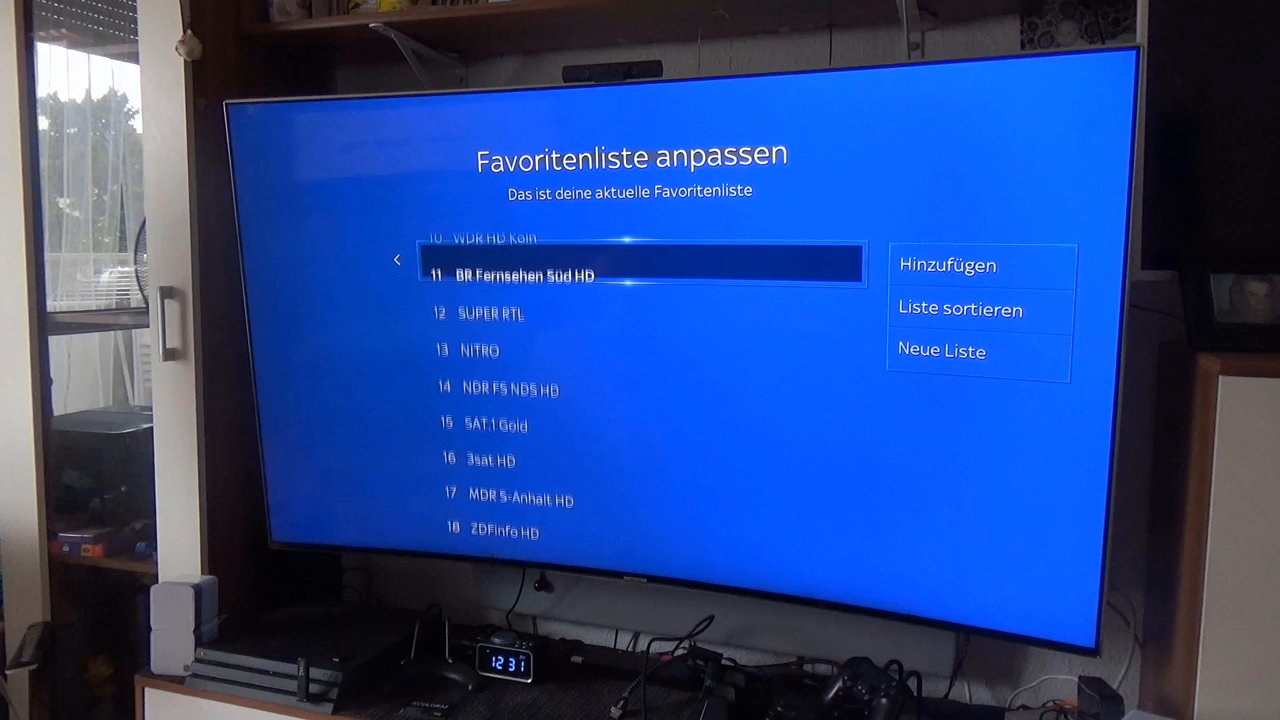 Favoritenliste anpassen
Das ist deine aktuelle Favoritenliste
10 WDR HD Köln
11 BR Fernsehen Süd HD
12 SUPER RTL
13 NITRO
14 NDR FS NDS HD
15 SAT.1 Gold
16 3sat HD
17 MDR S-Anhalt HD
18 ZDFinfo HD
Hinzufügen
Liste sortieren
Neue Liste
12:31